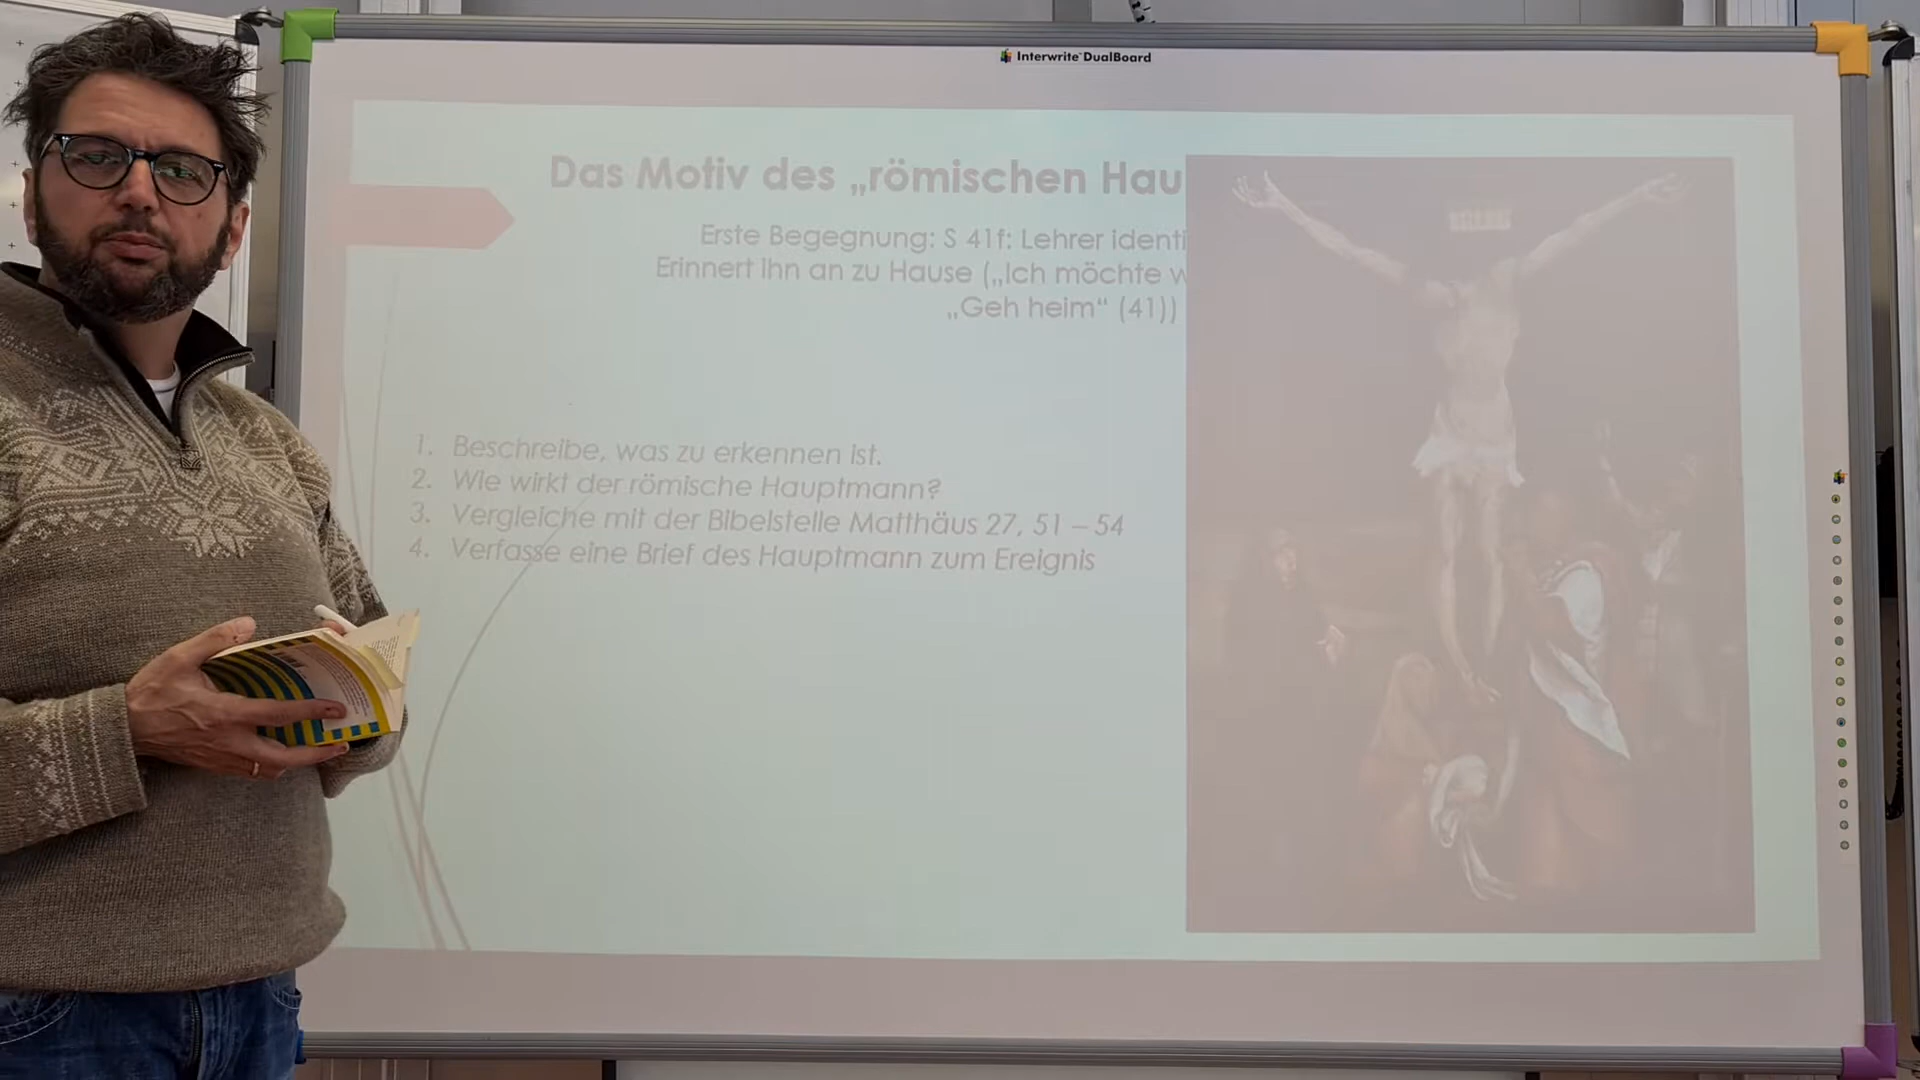 Interwrite DualBoard
Das Motiv des „römischen Hau
Erste Begegnung: S 41f: Lehrer identi
Erinnert ihn an zu Hause („Ich möchte w
„Geh heim“ (41))
1. Beschreibe, was zu erkennen ist.
2. Wie wirkt der römische Hauptmann?
3. Vergleiche mit der Bibelstelle Matthäus 27, 51 – 54
4. Verfasse eine Brief des Hauptmann zum Ereignis